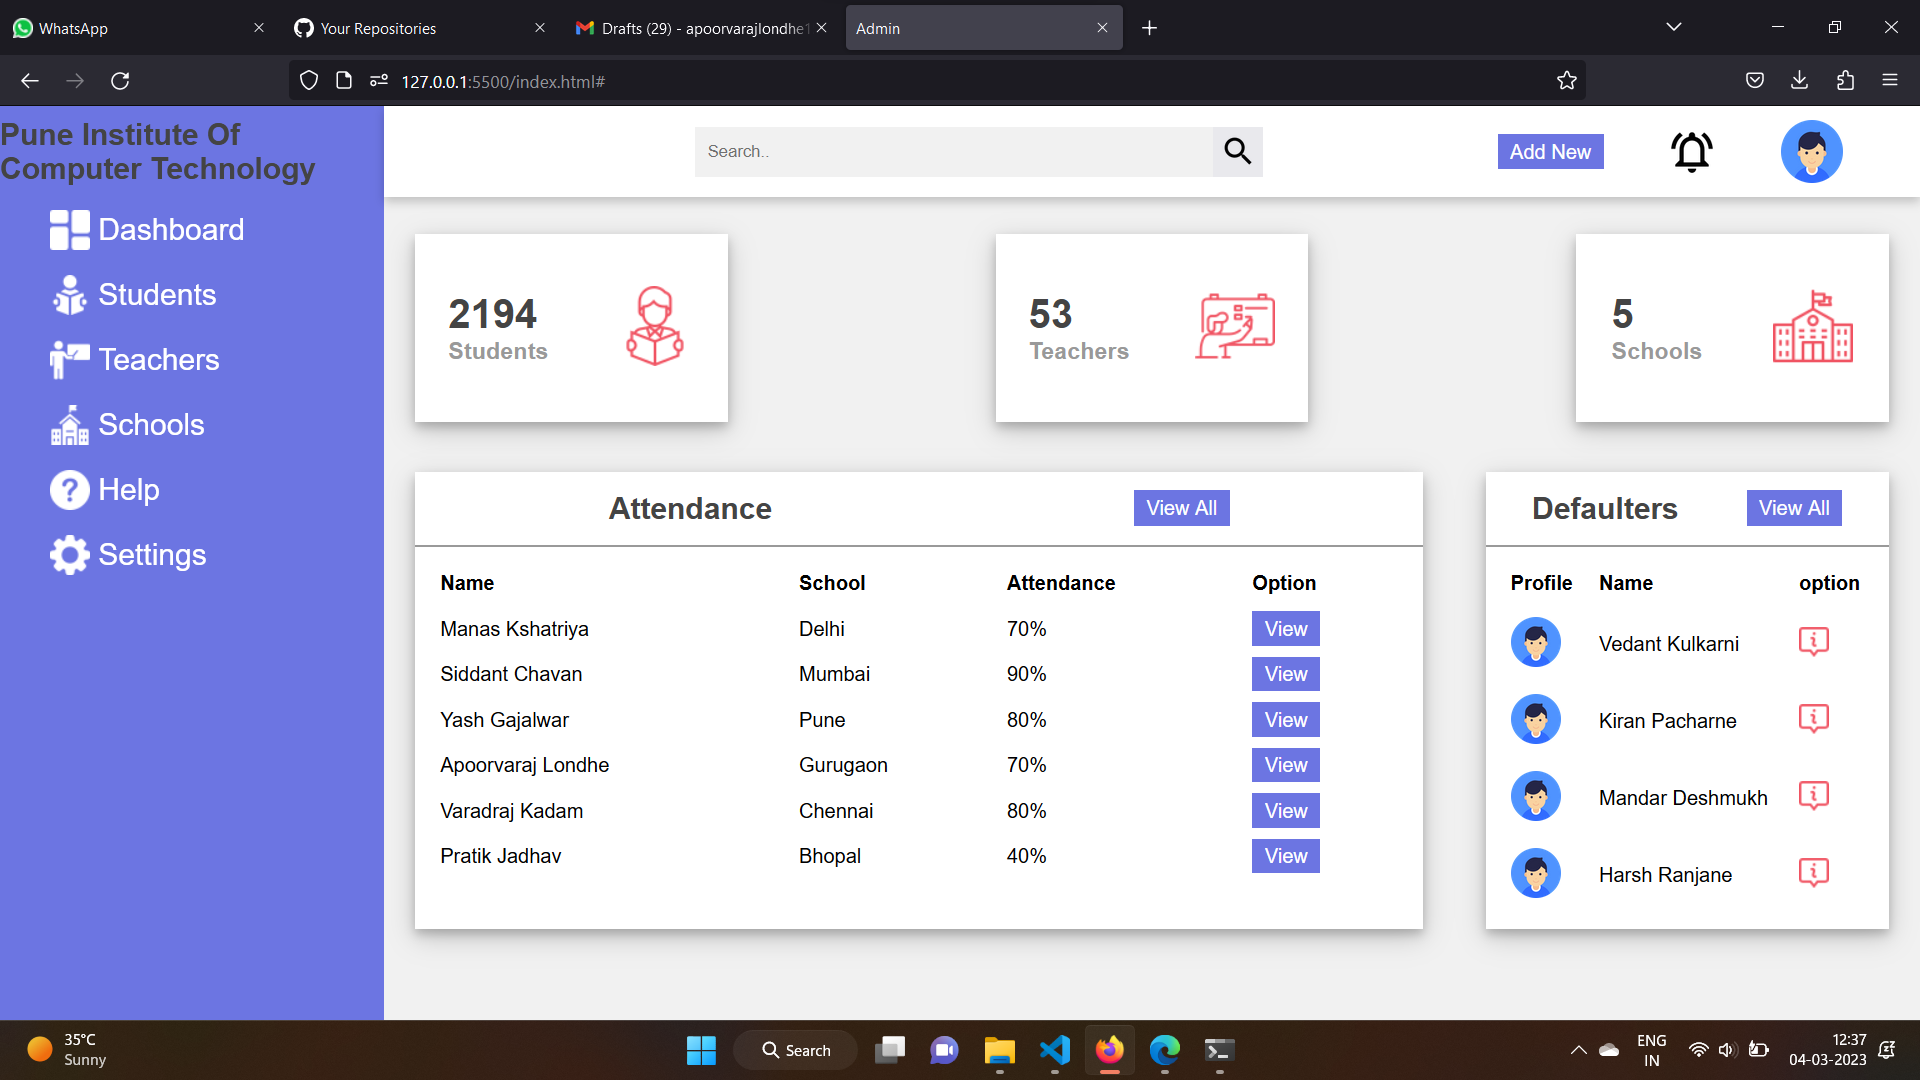 WhatsApp
Your Repositories
Drafts (29) - apoorvarajlondhe1
Admin
127.0.0.1:5500/index.html#
Pune Institute Of
Computer Technology
Dashboard
Students
Teachers
Schools
Help
Settings
Search..
Add New
2194
Students
53
Teachers
5
Schools
Attendance View All
Name School Attendance Option
Manas Kshatriya Delhi 70% View
Siddant Chavan Mumbai 90% View
Yash Gajalwar Pune 80% View
Apoorvaraj Londhe Gurugaon 70% View
Varadraj Kadam Chennai 80% View
Pratik Jadhav Bhopal 40% View
Defaulters View All
Profile Name option
Vedant Kulkarni
Kiran Pacharne
Mandar Deshmukh
Harsh Ranjane
35°C
Sunny
Search
ENG
IN
12:37
04-03-2023